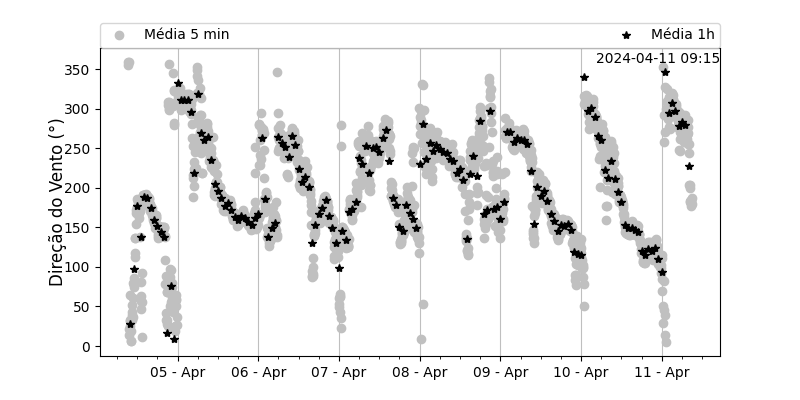 Média 5 min
Média 1h
2024-04-11 09:15
Direção do Vento (°)
350
300
250
200
150
100
50
0
05 - Apr
06 - Apr
07 - Apr
08 - Apr
09 - Apr
10 - Apr
11 - Apr